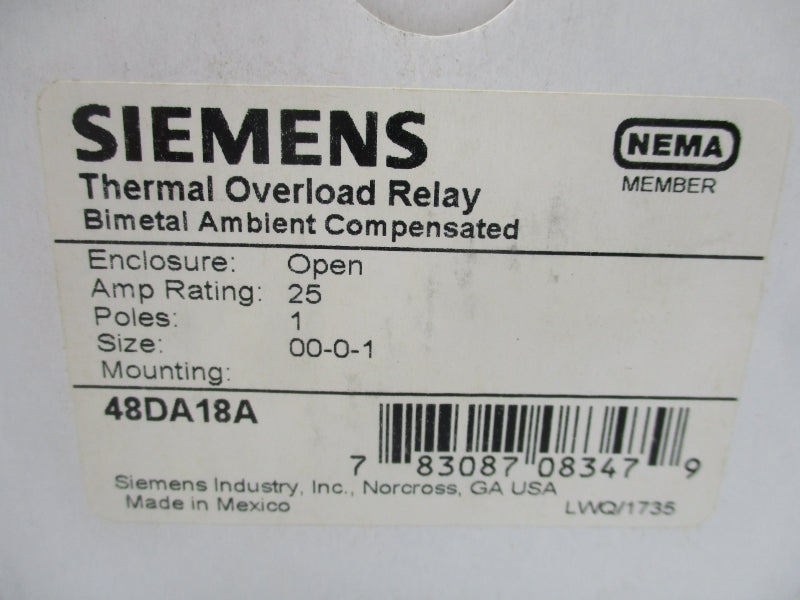 SIEMENS
NEMA
MEMBER
Thermal Overload Relay
Bimetal Ambient Compensated
Enclosure: Open
Amp Rating: 25
Poles: 1
Size: 00-0-1
Mounting:
48DA18A
7 83087 08347 9
Siemens Industry, Inc., Norcross, GA USA
Made in Mexico LWQ/1735